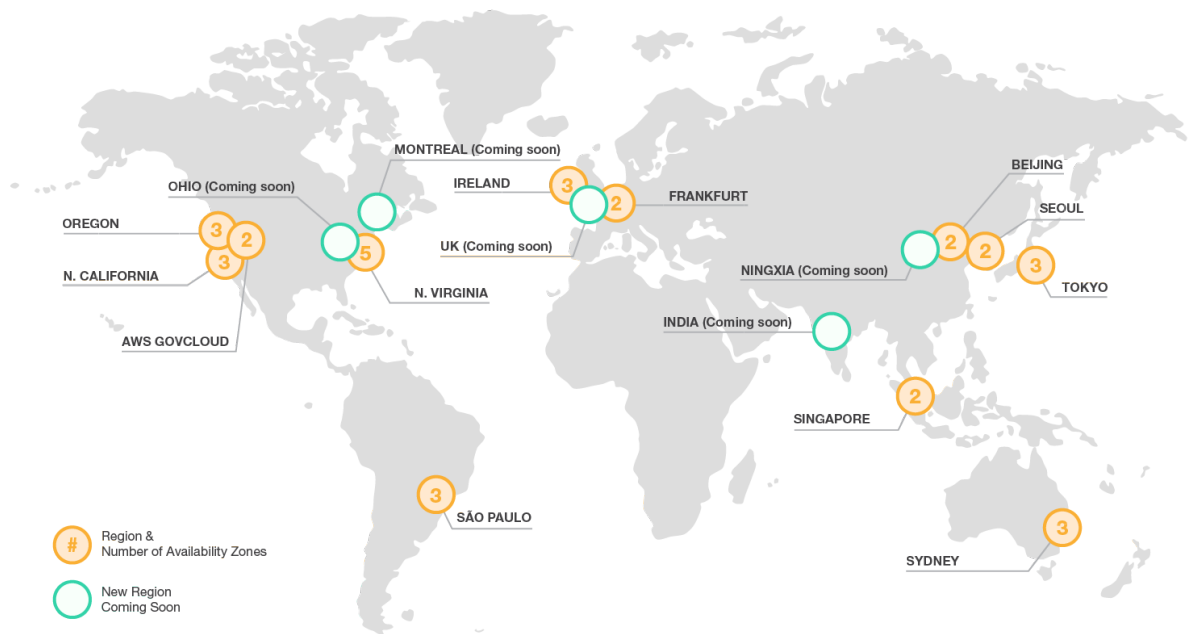 MONTREAL (Coming soon)
OHIO (Coming soon)
IRELAND
BEIJING
FRANKFURT
SEOUL
OREGON
UK (Coming soon)
NINGXIA (Coming soon)
N. CALIFORNIA
N. VIRGINIA
TOKYO
INDIA (Coming soon)
AWS GOVCLOUD
SINGAPORE
SÃO PAULO
SYDNEY
3
2
3
5
3
2
2
2
3
2
3
3
#
Region &
Number of Availability Zones
New Region
Coming Soon